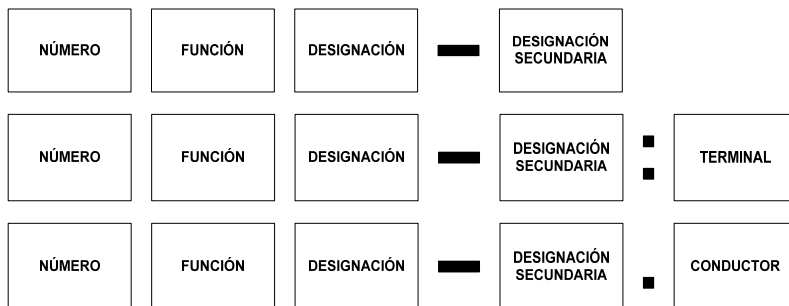 NÚMERO FUNCIÓN DESIGNACIÓN - DESIGNACIÓN
SECUNDARIA
NÚMERO FUNCIÓN DESIGNACIÓN - DESIGNACIÓN
SECUNDARIA : TERMINAL
NÚMERO FUNCIÓN DESIGNACIÓN - DESIGNACIÓN
SECUNDARIA . CONDUCTOR